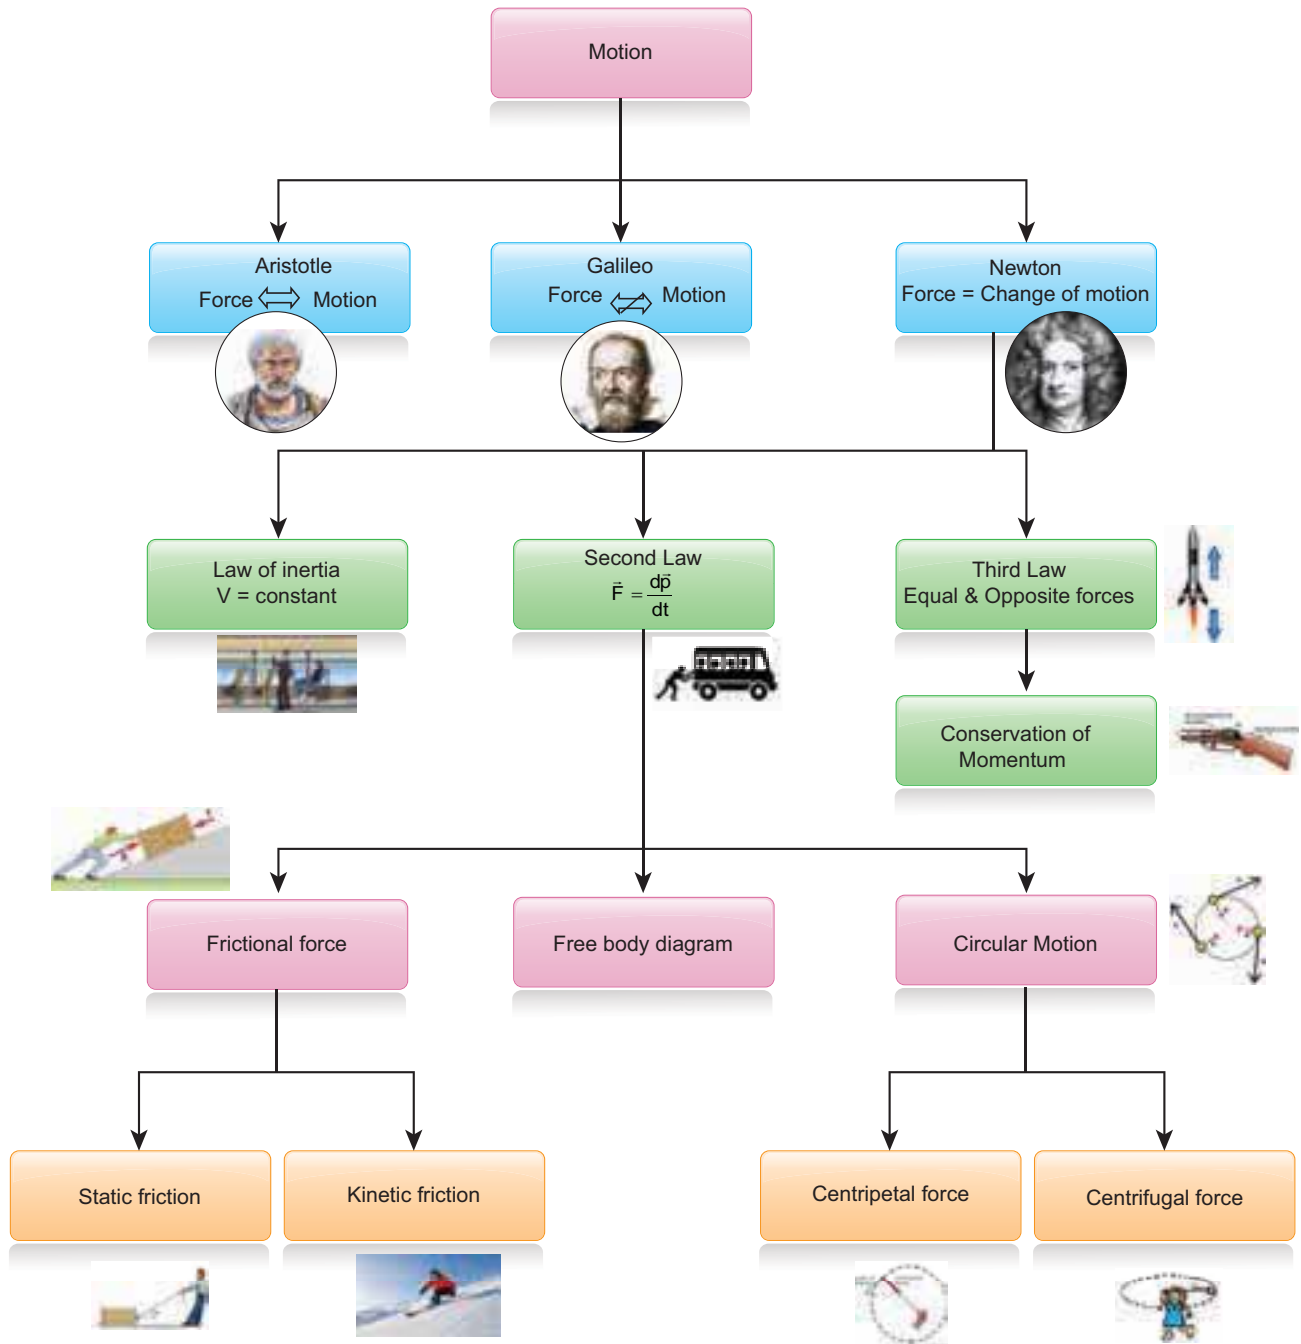 Motion
Aristotle
Force ⇔ Motion
Galileo
Force ⇎ Motion
Newton
Force = Change of motion
Law of inertia
V = constant
Second Law
F⃗ = dp⃗/dt
Third Law
Equal & Opposite forces
Conservation of
Momentum
Frictional force
Free body diagram
Circular Motion
Static friction
Kinetic friction
Centripetal force
Centrifugal force